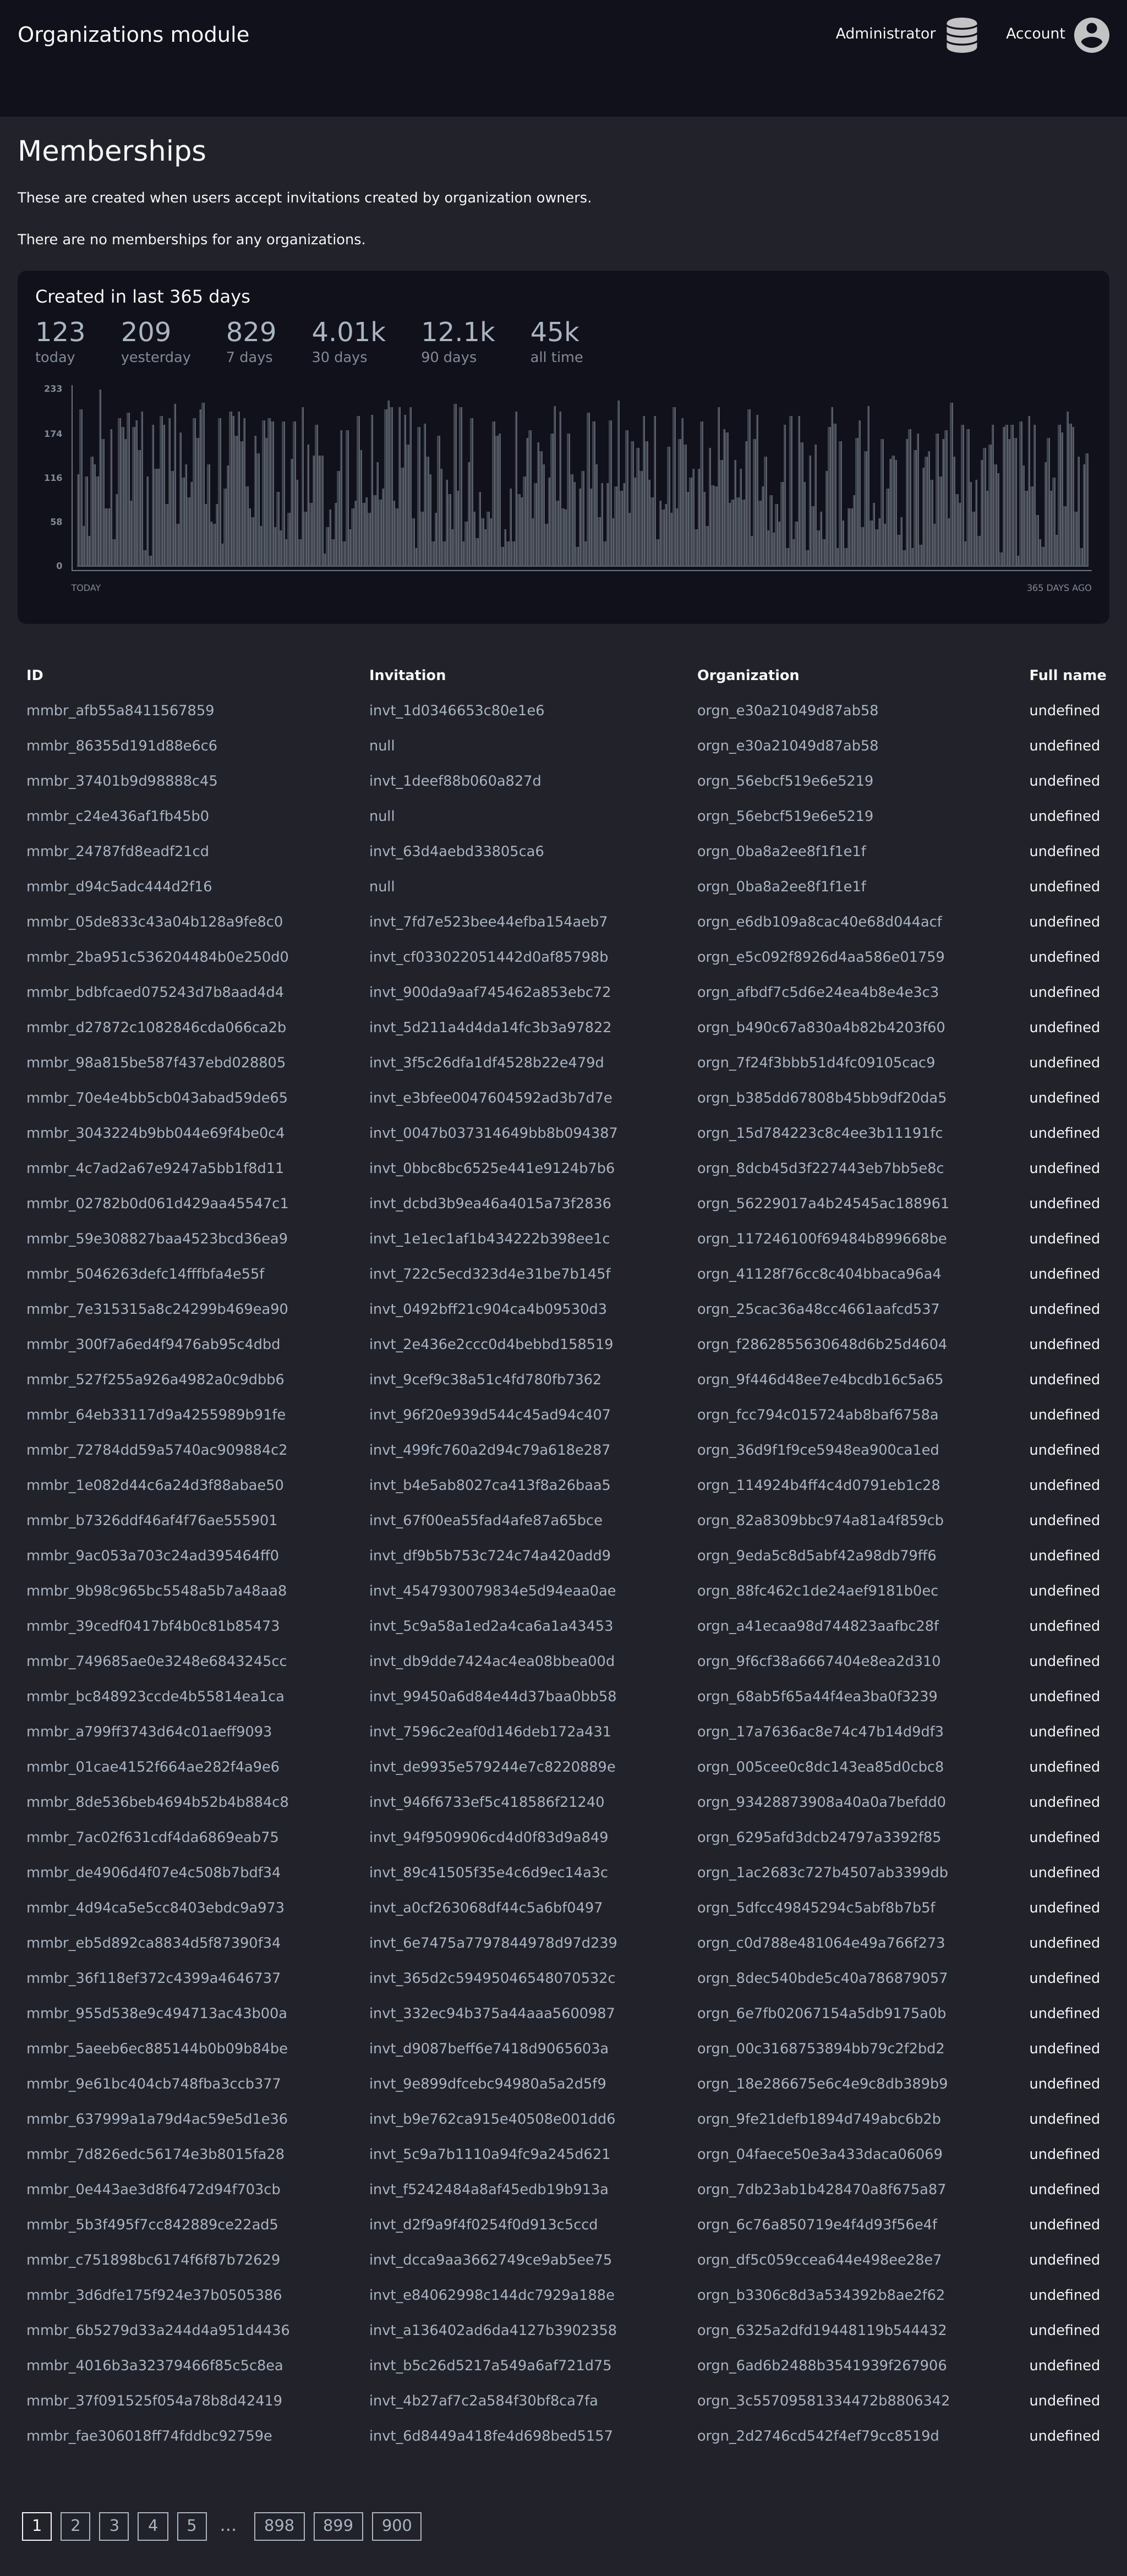 Organizations module
Administrator
Account
Memberships
These are created when users accept invitations created by organization owners.
There are no memberships for any organizations.
Created in last 365 days
123 209 829 4.01k 12.1k 45k
today yesterday 7 days 30 days 90 days all time
233
174
116
58
0
TODAY 365 DAYS AGO
ID Invitation Organization Full name
mmbr_afb55a8411567859 invt_1d0346653c80e1e6 orgn_e30a21049d87ab58 undefined
mmbr_86355d191d88e6c6 null orgn_e30a21049d87ab58 undefined
mmbr_37401b9d98888c45 invt_1deef88b060a827d orgn_56ebcf519e6e5219 undefined
mmbr_c24e436af1fb45b0 null orgn_56ebcf519e6e5219 undefined
mmbr_24787fd8eadf21cd invt_63d4aebd33805ca6 orgn_0ba8a2ee8f1f1e1f undefined
mmbr_d94c5adc444d2f16 null orgn_0ba8a2ee8f1f1e1f undefined
mmbr_05de833c43a04b128a9fe8c0 invt_7fd7e523bee44efba154aeb7 orgn_e6db109a8cac40e68d044acf undefined
mmbr_2ba951c536204484b0e250d0 invt_cf033022051442d0af85798b orgn_e5c092f8926d4aa586e01759 undefined
mmbr_bdbfcaed075243d7b8aad4d4 invt_900da9aaf745462a853ebc72 orgn_afbdf7c5d6e24ea4b8e4e3c3 undefined
mmbr_d27872c1082846cda066ca2b invt_5d211a4d4da14fc3b3a97822 orgn_b490c67a830a4b82b4203f60 undefined
mmbr_98a815be587f437ebd028805 invt_3f5c26dfa1df4528b22e479d orgn_7f24f3bbb51d4fc09105cac9 undefined
mmbr_70e4e4bb5cb043abad59de65 invt_e3bfee0047604592ad3b7d7e orgn_b385dd67808b45bb9df20da5 undefined
mmbr_3043224b9bb044e69f4be0c4 invt_0047b037314649bb8b094387 orgn_15d784223c8c4ee3b11191fc undefined
mmbr_4c7ad2a67e9247a5bb1f8d11 invt_0bbc8bc6525e441e9124b7b6 orgn_8dcb45d3f227443eb7bb5e8c undefined
mmbr_02782b0d061d429aa45547c1 invt_dcbd3b9ea46a4015a73f2836 orgn_56229017a4b24545ac188961 undefined
mmbr_59e308827baa4523bcd36ea9 invt_1e1ec1af1b434222b398ee1c orgn_117246100f69484b899668be undefined
mmbr_5046263defc14fffbfa4e55f invt_722c5ecd323d4e31be7b145f orgn_41128f76cc8c404bbaca96a4 undefined
mmbr_7e315315a8c24299b469ea90 invt_0492bff21c904ca4b09530d3 orgn_25cac36a48cc4661aafcd537 undefined
mmbr_300f7a6ed4f9476ab95c4dbd invt_2e436e2ccc0d4bebbd158519 orgn_f2862855630648d6b25d4604 undefined
mmbr_527f255a926a4982a0c9dbb6 invt_9cef9c38a51c4fd780fb7362 orgn_9f446d48ee7e4bcdb16c5a65 undefined
mmbr_64eb33117d9a4255989b91fe invt_96f20e939d544c45ad94c407 orgn_fcc794c015724ab8baf6758a undefined
mmbr_72784dd59a5740ac909884c2 invt_499fc760a2d94c79a618e287 orgn_36d9f1f9ce5948ea900ca1ed undefined
mmbr_1e082d44c6a24d3f88abae50 invt_b4e5ab8027ca413f8a26baa5 orgn_114924b4ff4c4d0791eb1c28 undefined
mmbr_b7326ddf46af4f76ae555901 invt_67f00ea55fad4afe87a65bce orgn_82a8309bbc974a81a4f859cb undefined
mmbr_9ac053a703c24ad395464ff0 invt_df9b5b753c724c74a420add9 orgn_9eda5c8d5abf42a98db79ff6 undefined
mmbr_9b98c965bc5548a5b7a48aa8 invt_4547930079834e5d94eaa0ae orgn_88fc462c1de24aef9181b0ec undefined
mmbr_39cedf0417bf4b0c81b85473 invt_5c9a58a1ed2a4ca6a1a43453 orgn_a41ecaa98d744823aafbc28f undefined
mmbr_749685ae0e3248e6843245cc invt_db9dde7424ac4ea08bbea00d orgn_9f6cf38a6667404e8ea2d310 undefined
mmbr_bc848923ccde4b55814ea1ca invt_99450a6d84e44d37baa0bb58 orgn_68ab5f65a44f4ea3ba0f3239 undefined
mmbr_a799ff3743d64c01aeff9093 invt_7596c2eaf0d146deb172a431 orgn_17a7636ac8e74c47b14d9df3 undefined
mmbr_01cae4152f664ae282f4a9e6 invt_de9935e579244e7c8220889e orgn_005cee0c8dc143ea85d0cbc8 undefined
mmbr_8de536beb4694b52b4b884c8 invt_946f6733ef5c418586f21240 orgn_93428873908a40a0a7befdd0 undefined
mmbr_7ac02f631cdf4da6869eab75 invt_94f9509906cd4d0f83d9a849 orgn_6295afd3dcb24797a3392f85 undefined
mmbr_de4906d4f07e4c508b7bdf34 invt_89c41505f35e4c6d9ec14a3c orgn_1ac2683c727b4507ab3399db undefined
mmbr_4d94ca5e5cc8403ebdc9a973 invt_a0cf263068df44c5a6bf0497 orgn_5dfcc49845294c5abf8b7b5f undefined
mmbr_eb5d892ca8834d5f87390f34 invt_6e7475a7797844978d97d239 orgn_c0d788e481064e49a766f273 undefined
mmbr_36f118ef372c4399a4646737 invt_365d2c59495046548070532c orgn_8dec540bde5c40a786879057 undefined
mmbr_955d538e9c494713ac43b00a invt_332ec94b375a44aaa5600987 orgn_6e7fb02067154a5db9175a0b undefined
mmbr_5aeeb6ec885144b0b09b84be invt_d9087beff6e7418d9065603a orgn_00c3168753894bb79c2f2bd2 undefined
mmbr_9e61bc404cb748fba3ccb377 invt_9e899dfcebc94980a5a2d5f9 orgn_18e286675e6c4e9c8db389b9 undefined
mmbr_637999a1a79d4ac59e5d1e36 invt_b9e762ca915e40508e001dd6 orgn_9fe21defb1894d749abc6b2b undefined
mmbr_7d826edc56174e3b8015fa28 invt_5c9a7b1110a94fc9a245d621 orgn_04faece50e3a433daca06069 undefined
mmbr_0e443ae3d8f6472d94f703cb invt_f5242484a8af45edb19b913a orgn_7db23ab1b428470a8f675a87 undefined
mmbr_5b3f495f7cc842889ce22ad5 invt_d2f9a9f4f0254f0d913c5ccd orgn_6c76a850719e4f4d93f56e4f undefined
mmbr_c751898bc6174f6f87b72629 invt_dcca9aa3662749ce9ab5ee75 orgn_df5c059ccea644e498ee28e7 undefined
mmbr_3d6dfe175f924e37b0505386 invt_e84062998c144dc7929a188e orgn_b3306c8d3a534392b8ae2f62 undefined
mmbr_6b5279d33a244d4a951d4436 invt_a136402ad6da4127b3902358 orgn_6325a2dfd19448119b544432 undefined
mmbr_4016b3a32379466f85c5c8ea invt_b5c26d5217a549a6af721d75 orgn_6ad6b2488b3541939f267906 undefined
mmbr_37f091525f054a78b8d42419 invt_4b27af7c2a584f30bf8ca7fa orgn_3c55709581334472b8806342 undefined
mmbr_fae306018ff74fddbc92759e invt_6d8449a418fe4d698bed5157 orgn_2d2746cd542f4ef79cc8519d undefined
1 2 3 4 5 … 898 899 900